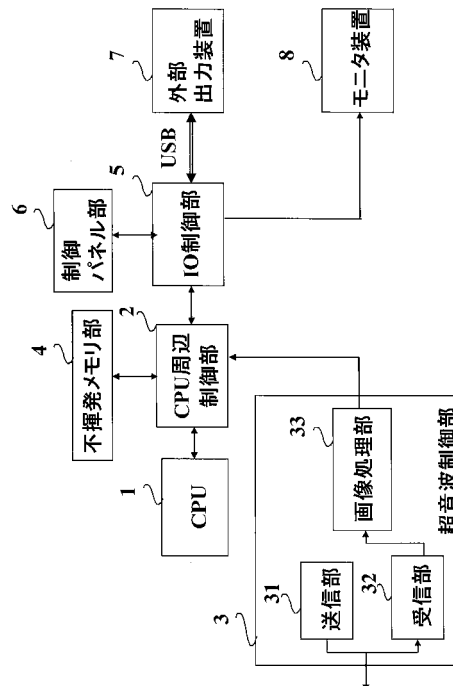 1
CPU
2
CPU周辺
制御部
4
不揮発メモリ部
5
IO制御部
6
制御
パネル部
USB
7
外部
出力装置
8
モニタ装置
3
31
送信部
32
受信部
33
画像処理部
超音波制御部